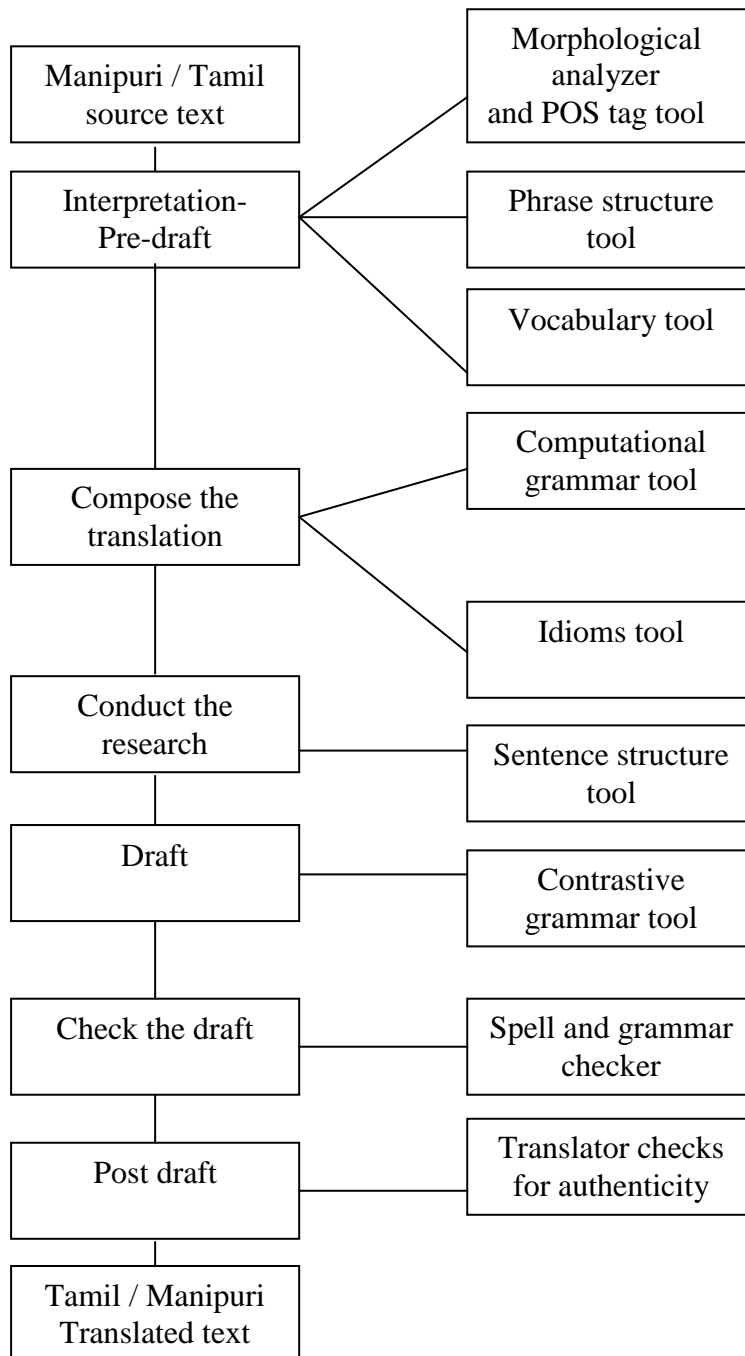 Manipuri / Tamil
source text
Morphological
analyzer
and POS tag tool
Interpretation-
Pre-draft
Phrase structure
tool
Vocabulary tool
Compose the
translation
Computational
grammar tool
Idioms tool
Conduct the
research
Sentence structure
tool
Draft
Contrastive
grammar tool
Check the draft
Spell and grammar
checker
Post draft
Translator checks
for authenticity
Tamil / Manipuri
Translated text